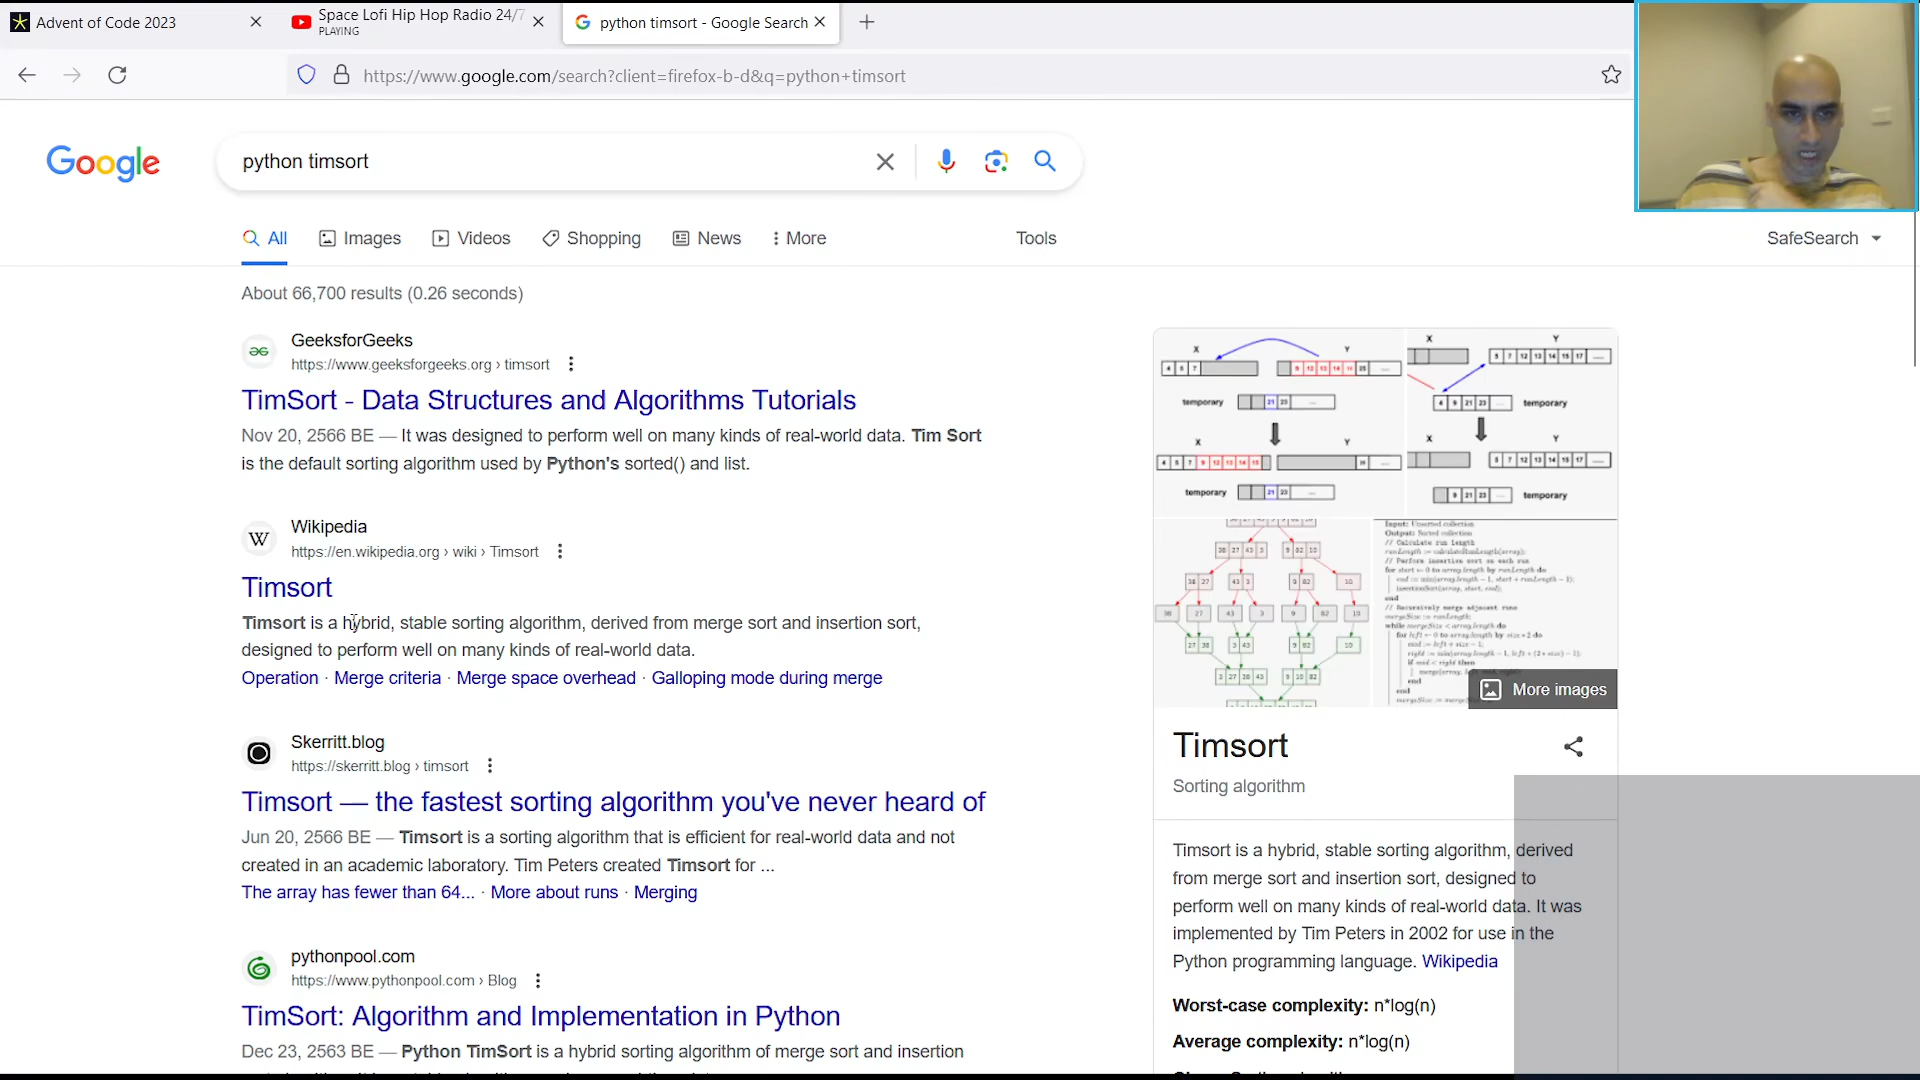 Advent of Code 2023
Space Lofi Hip Hop Radio 24/7
PLAYING
python timsort - Google Search
https://www.google.com/search?client=firefox-b-d&q=python+timsort
Google
python timsort
All
Images
Videos
Shopping
News
More
Tools
SafeSearch
About 66,700 results (0.26 seconds)
GeeksforGeeks
https://www.geeksforgeeks.org › timsort
TimSort - Data Structures and Algorithms Tutorials
Nov 20, 2566 BE — It was designed to perform well on many kinds of real-world data. Tim Sort
is the default sorting algorithm used by Python's sorted() and list.
Wikipedia
https://en.wikipedia.org › wiki › Timsort
Timsort
Timsort is a hybrid, stable sorting algorithm, derived from merge sort and insertion sort,
designed to perform well on many kinds of real-world data.
Operation · Merge criteria · Merge space overhead · Galloping mode during merge
Skerritt.blog
https://skerritt.blog › timsort
Timsort — the fastest sorting algorithm you've never heard of
Jun 20, 2566 BE — Timsort is a sorting algorithm that is efficient for real-world data and not
created in an academic laboratory. Tim Peters created Timsort for ...
The array has fewer than 64... · More about runs · Merging
pythonpool.com
https://www.pythonpool.com › Blog
TimSort: Algorithm and Implementation in Python
Dec 23, 2563 BE — Python TimSort is a hybrid sorting algorithm of merge sort and insertion
X
Y
temporary
X
Y
temporary
X
Y
temporary
X
Y
temporary
More images
Timsort
Sorting algorithm
Timsort is a hybrid, stable sorting algorithm, derived
from merge sort and insertion sort, designed to
perform well on many kinds of real-world data. It was
implemented by Tim Peters in 2002 for use in the
Python programming language. Wikipedia
Worst-case complexity: n*log(n)
Average complexity: n*log(n)